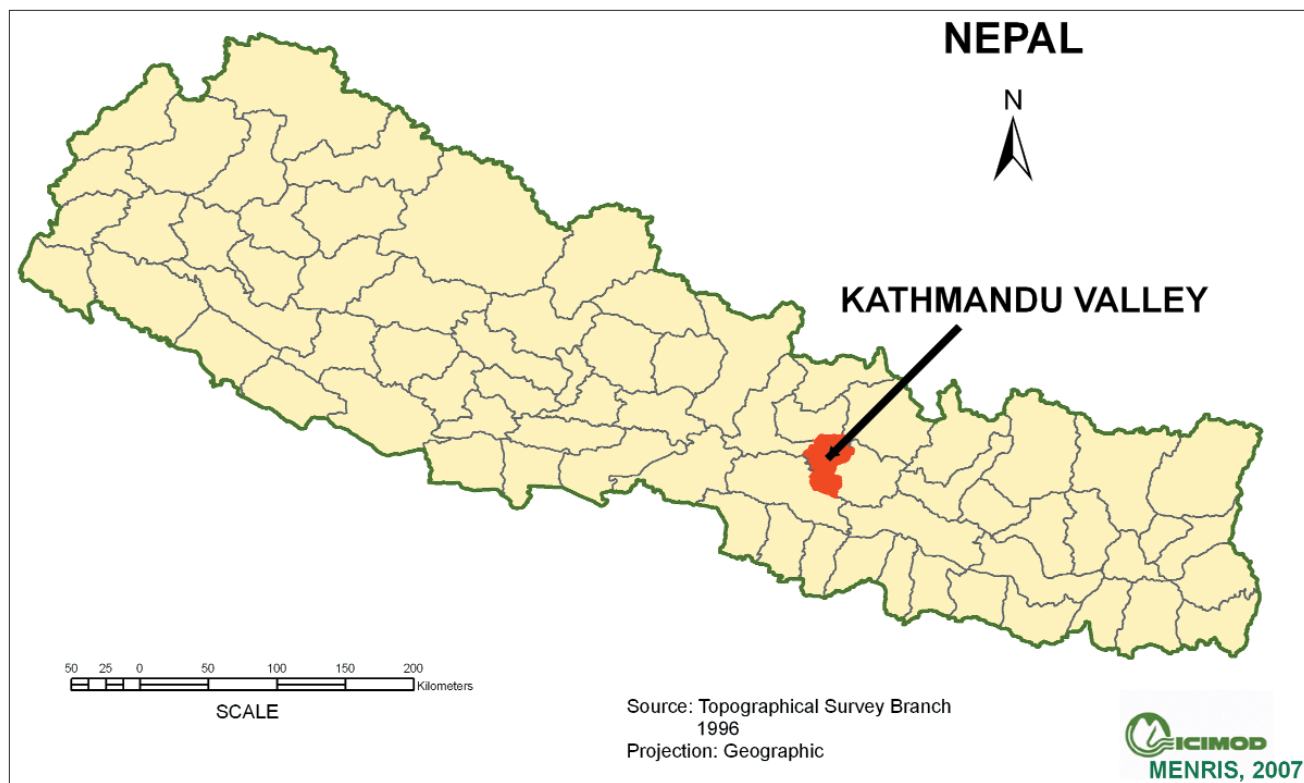 NEPAL
N
KATHMANDU VALLEY
50 25 0 50 100 150 200
Kilometers
SCALE
Source: Topographical Survey Branch
1996
Projection: Geographic
ICIMOD
MENRIS, 2007